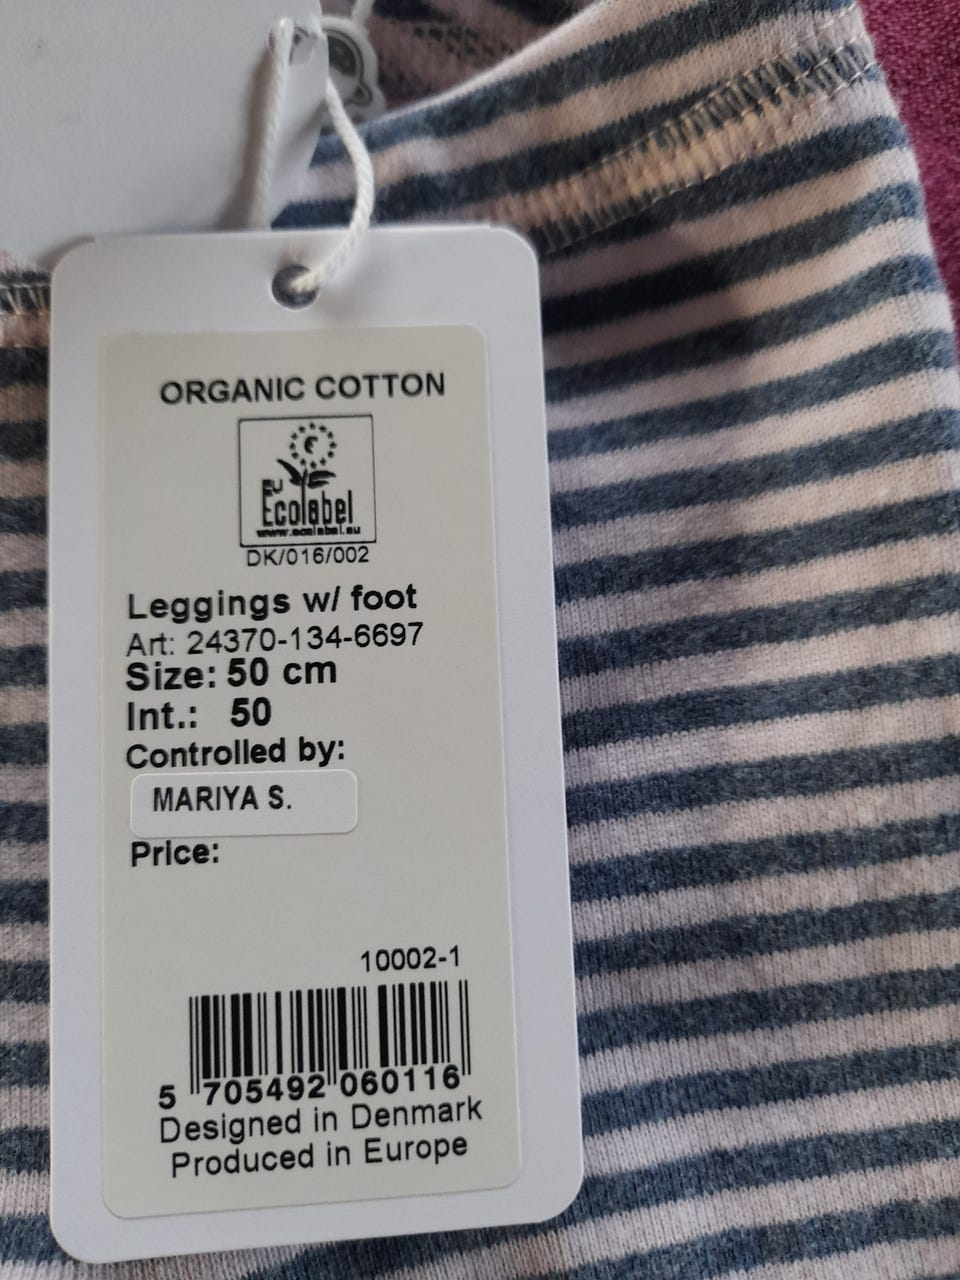 ORGANIC COTTON
EU
Ecolabel
www.ecolabel.eu
DK/016/002
Leggings w/ foot
Art: 24370-134-6697
Size: 50 cm
Int.: 50
Controlled by:
MARIYA S.
Price:
10002-1
5 705492 060116
Designed in Denmark
Produced in Europe